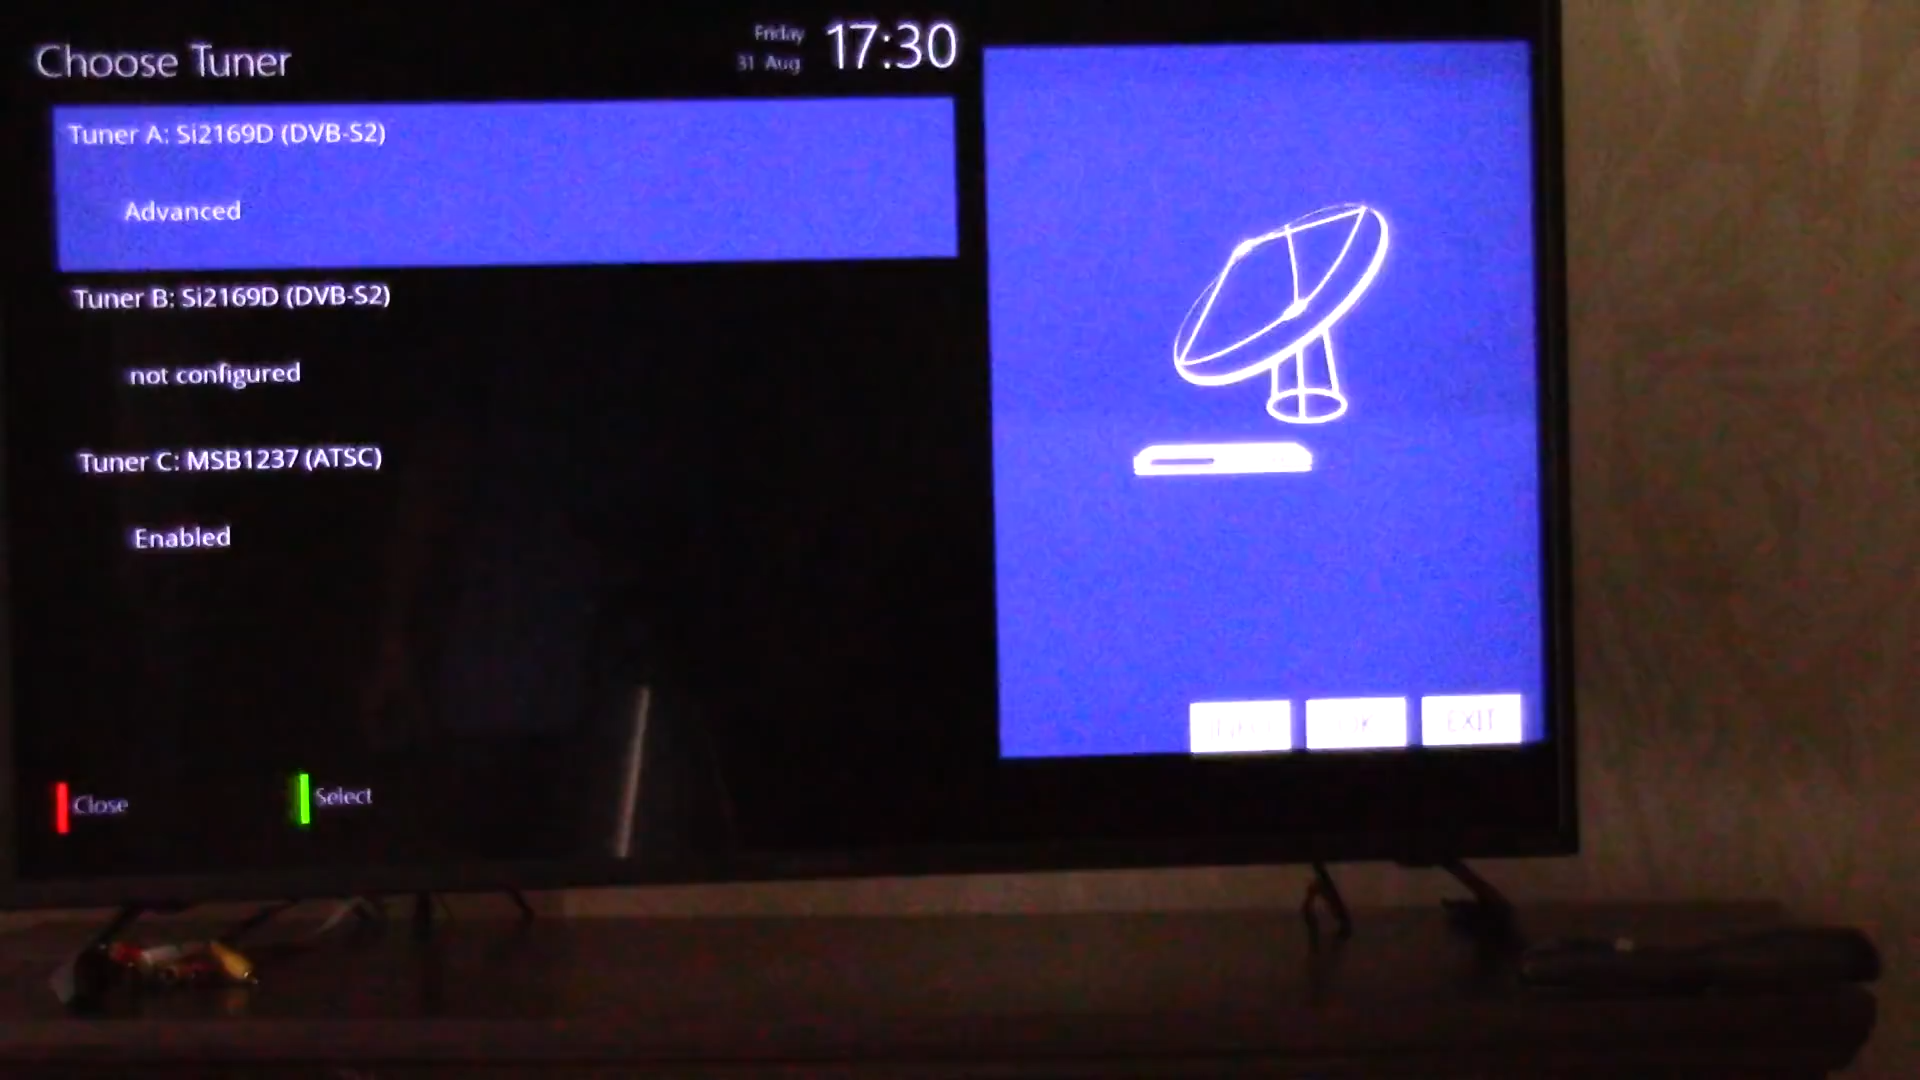 Choose Tuner
Friday
31 Aug
17:30
Tuner A: Si2169D (DVB-S2)
Advanced
Tuner B: Si2169D (DVB-S2)
not configured
Tuner C: MSB1237 (ATSC)
Enabled
Close
Select
OK
EXIT